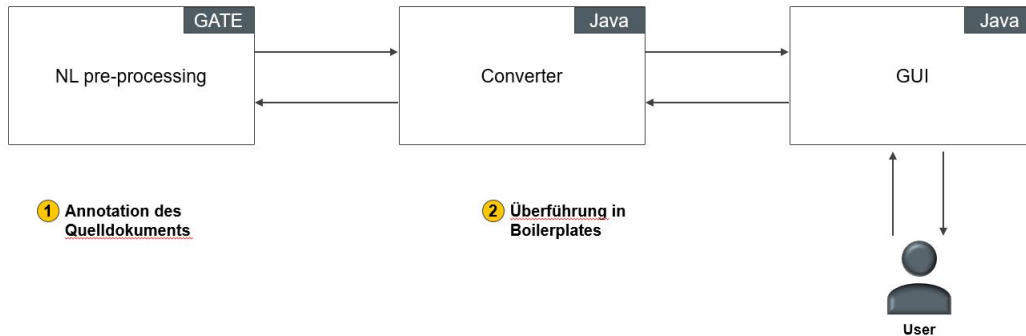 GATE
NL pre-processing
Java
Converter
Java
GUI
1 Annotation des
Quelldokuments
2 Überführung in
Boilerplates
User